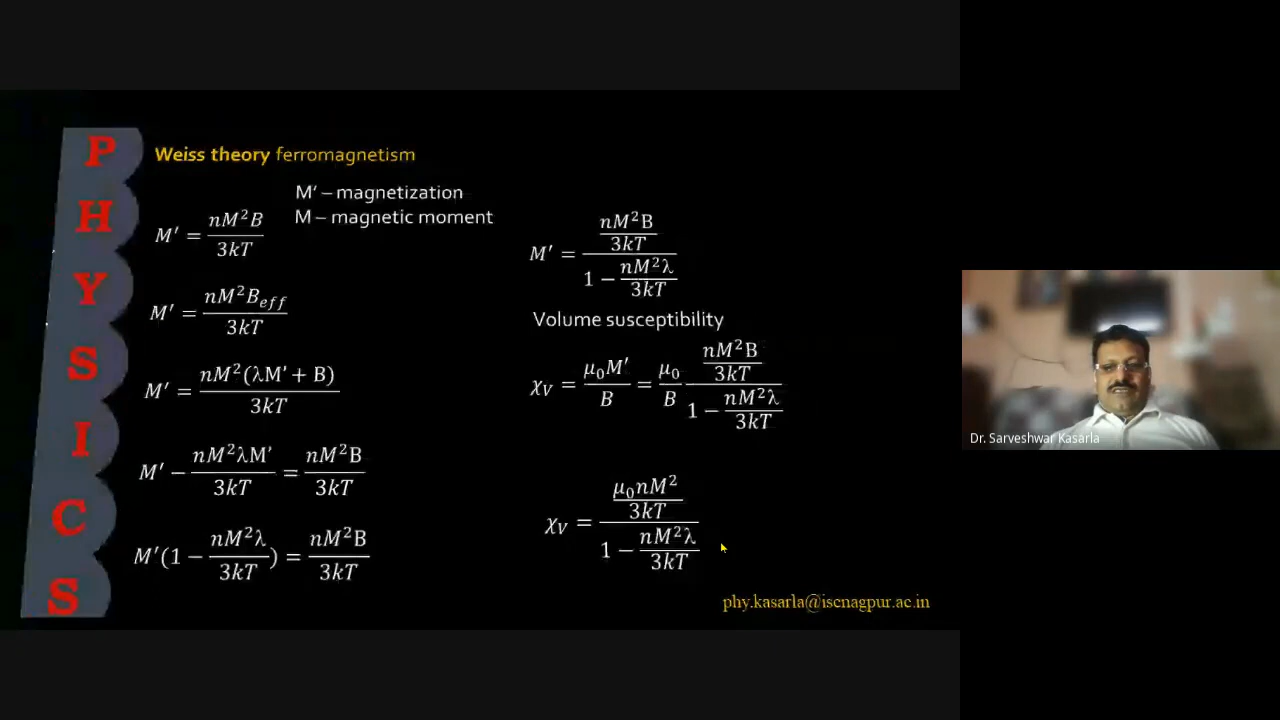 PHYSICS
Weiss theory ferromagnetism
M′ – magnetization
M – magnetic moment
M′ = nM²B / 3kT
M′ = nM²B_eff / 3kT
M′ = nM²(λM′ + B) / 3kT
M′ − nM²λM′ / 3kT = nM²B / 3kT
M′(1 − nM²λ / 3kT) = nM²B / 3kT
M′ = (nM²B / 3kT) / (1 − nM²λ / 3kT)
Volume susceptibility
χ_V = μ₀M′ / B = μ₀ / B (nM²B / 3kT) / (1 − nM²λ / 3kT)
χ_V = (μ₀nM² / 3kT) / (1 − nM²λ / 3kT)
phy.kasarla@iscnagpur.ac.in
Dr. Sarveshwar Kasarla